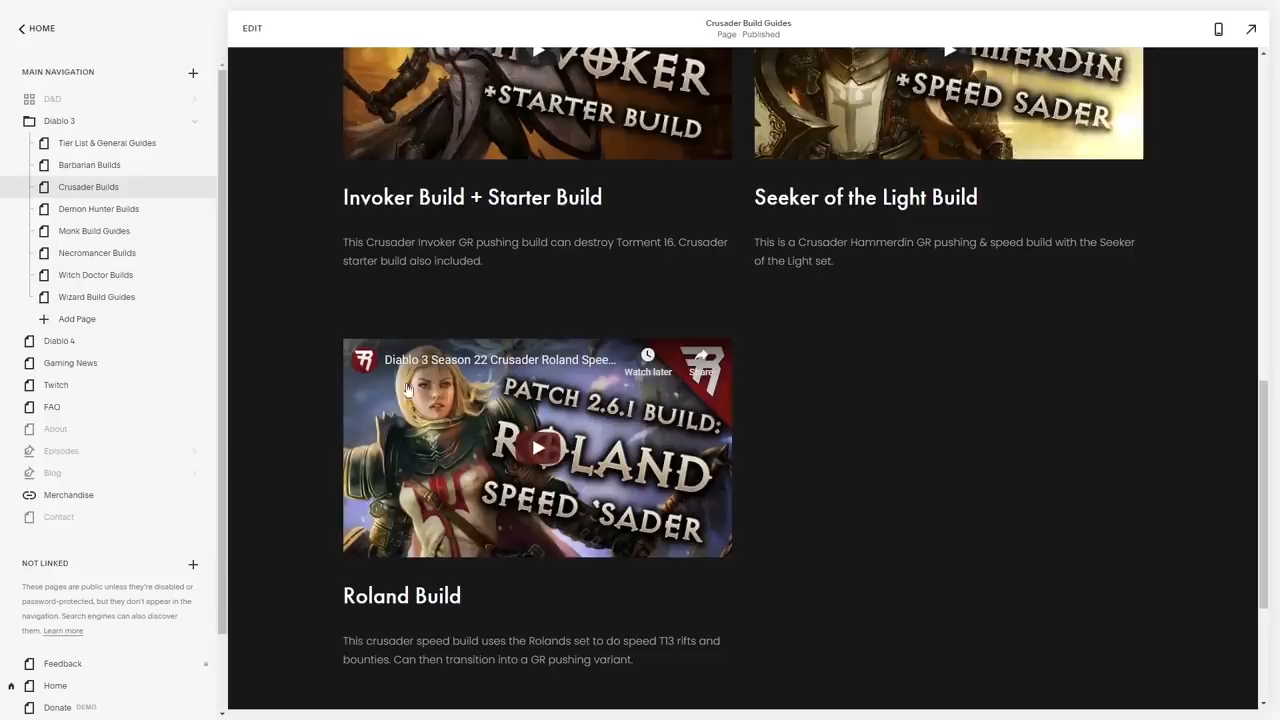 HOME
MAIN NAVIGATION
D&D
Diablo 3
Tier List & General Guides
Barbarian Builds
Crusader Builds
Demon Hunter Builds
Monk Build Guides
Necromancer Builds
Witch Doctor Builds
Wizard Build Guides
Add Page
Diablo 4
Gaming News
Twitch
FAQ
About
Episodes
Blog
Merchandise
Contact
NOT LINKED
These pages are public unless they're disabled or
password-protected, but they don't appear in the
navigation. Search engines can also discover
them. Learn more
Feedback
Home
Donate DEMO
EDIT
Crusader Build Guides
Page · Published
+STARTER BUILD
+SPEED SADER
Invoker Build + Starter Build
This Crusader Invoker GR pushing build can destroy Torment 16. Crusader
starter build also included.
Seeker of the Light Build
This is a Crusader Hammerdin GR pushing & speed build with the Seeker
of the Light set.
Diablo 3 Season 22 Crusader Roland Spee...
Watch later
Share
PATCH 2.6.1 BUILD:
ROLAND
SPEED 'SADER
Roland Build
This crusader speed build uses the Rolands set to do speed T13 rifts and
bounties. Can then transition into a GR pushing variant.